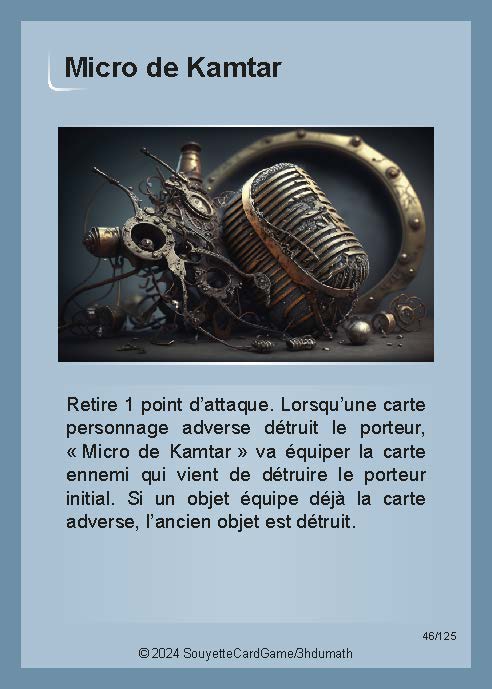 Micro de Kamtar
Retire 1 point d’attaque. Lorsqu’une carte
personnage adverse détruit le porteur,
« Micro de Kamtar » va équiper la carte
ennemi qui vient de détruire le porteur
initial. Si un objet équipe déjà la carte
adverse, l’ancien objet est détruit.
46/125
© 2024 SouyetteCardGame/3hdumath